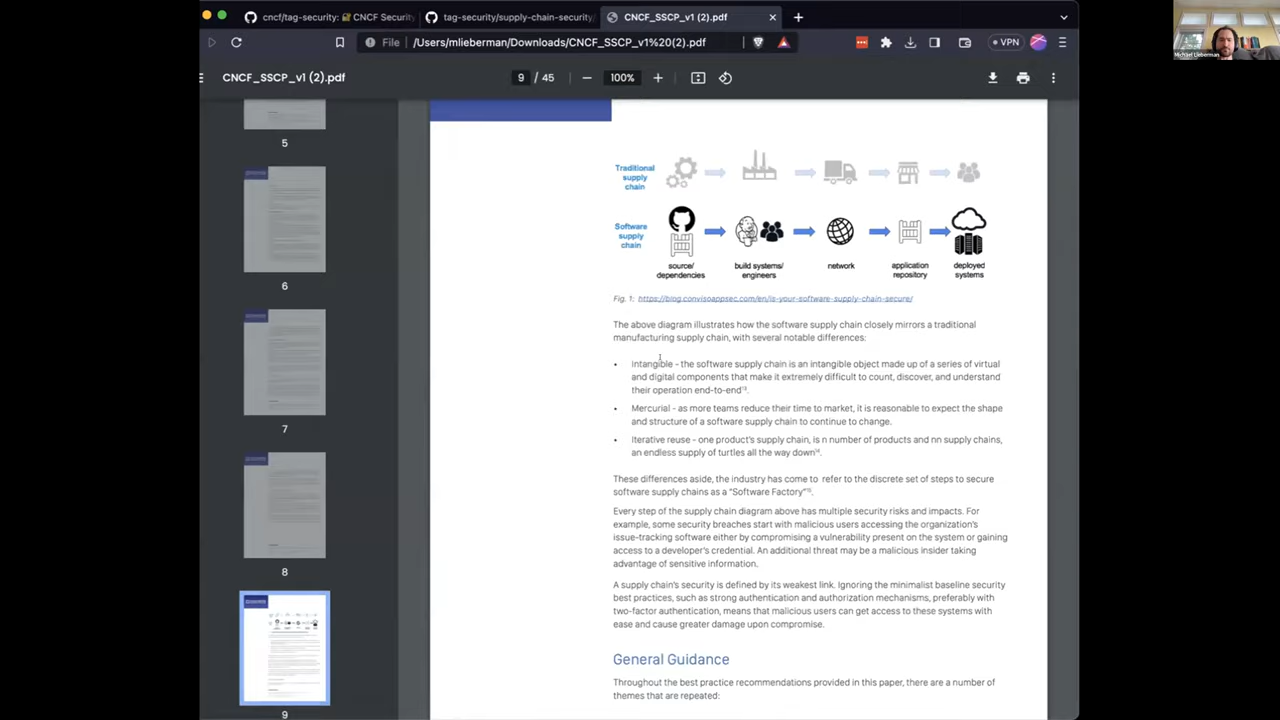 cncf/tag-security: 🔐 CNCF Securit
tag-security/supply-chain-security/
CNCF_SSCP_v1 (2).pdf
File
/Users/mlieberman/Downloads/CNCF_SSCP_v1%20(2).pdf
VPN
CNCF_SSCP_v1 (2).pdf
9 / 45
100%
Michael Lieberman
5
6
7
8
9
Traditional
supply
chain
Software
supply
chain
source/
dependencies
build systems/
engineers
network
application
repository
deployed
systems
Fig. 1: https://blog.convisoappsec.com/en/is-your-software-supply-chain-secure/
The above diagram illustrates how the software supply chain closely mirrors a traditional
manufacturing supply chain, with several notable differences:
• Intangible - the software supply chain is an intangible object made up of a series of virtual
and digital components that make it extremely difficult to count, discover, and understand
their operation end-to-end¹³.
• Mercurial - as more teams reduce their time to market, it is reasonable to expect the shape
and structure of a software supply chain to continue to change.
• Iterative reuse - one product's supply chain, is n number of products and nn supply chains,
an endless supply of turtles all the way down¹⁴.
These differences aside, the industry has come to refer to the discrete set of steps to secure
software supply chains as a "Software Factory"¹⁵.
Every step of the supply chain diagram above has multiple security risks and impacts. For
example, some security breaches start with malicious users accessing the organization's
issue-tracking software either by compromising a vulnerability present on the system or gaining
access to a developer's credential. An additional threat may be a malicious insider taking
advantage of sensitive information.
A supply chain's security is defined by its weakest link. Ignoring the minimalist baseline security
best practices, such as strong authentication and authorization mechanisms, preferably with
two-factor authentication, means that malicious users can get access to these systems with
ease and cause greater damage upon compromise.
General Guidance
Throughout the best practice recommendations provided in this paper, there are a number of
themes that are repeated: